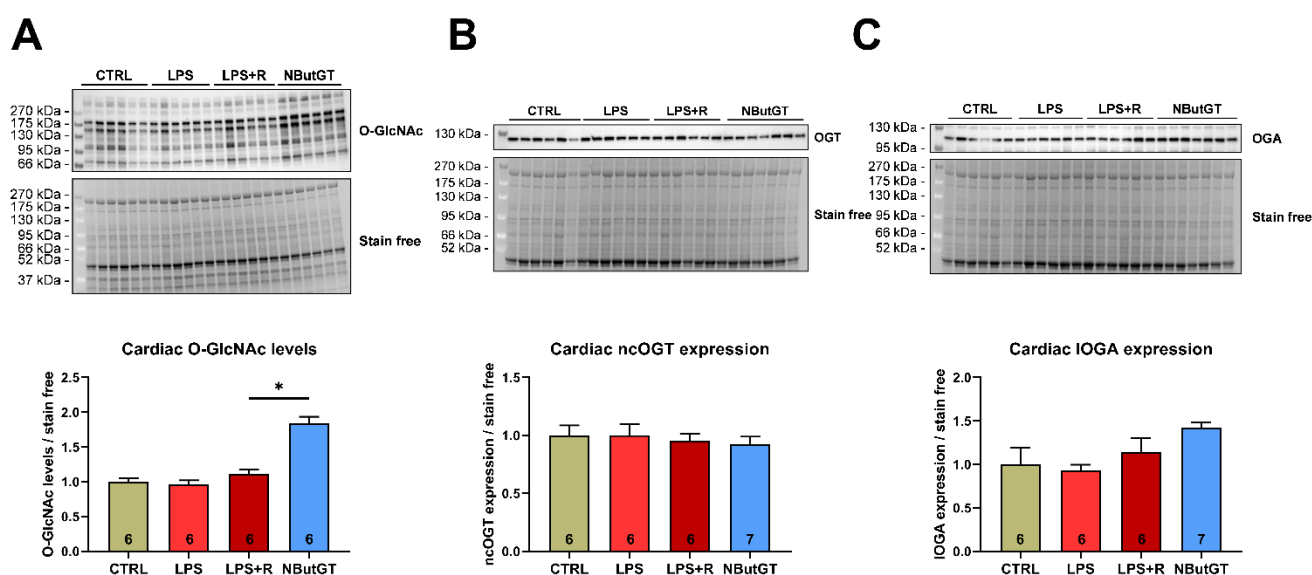 A
CTRL LPS LPS+R NButGT
270 kDa -
175 kDa -
130 kDa -
95 kDa -
66 kDa -
O-GlcNAc
270 kDa -
175 kDa -
130 kDa -
95 kDa -
66 kDa -
52 kDa -
37 kDa -
Stain free
Cardiac O-GlcNAc levels
O-GlcNAc levels / stain free
2.5
2.0
1.5
1.0
0.5
0.0
*
6 6 6 6
CTRL LPS LPS+R NButGT
B
CTRL LPS LPS+R NButGT
130 kDa -
OGT
270 kDa -
175 kDa -
130 kDa -
95 kDa -
66 kDa -
52 kDa -
Stain free
Cardiac ncOGT expression
ncOGT expression / stain free
1.5
1.0
0.5
0.0
6 6 6 7
CTRL LPS LPS+R NButGT
C
CTRL LPS LPS+R NButGT
130 kDa -
95 kDa -
OGA
270 kDa -
175 kDa -
130 kDa -
95 kDa -
66 kDa -
52 kDa -
Stain free
Cardiac lOGA expression
lOGA expression / stain free
2.0
1.5
1.0
0.5
0.0
6 6 6 7
CTRL LPS LPS+R NButGT